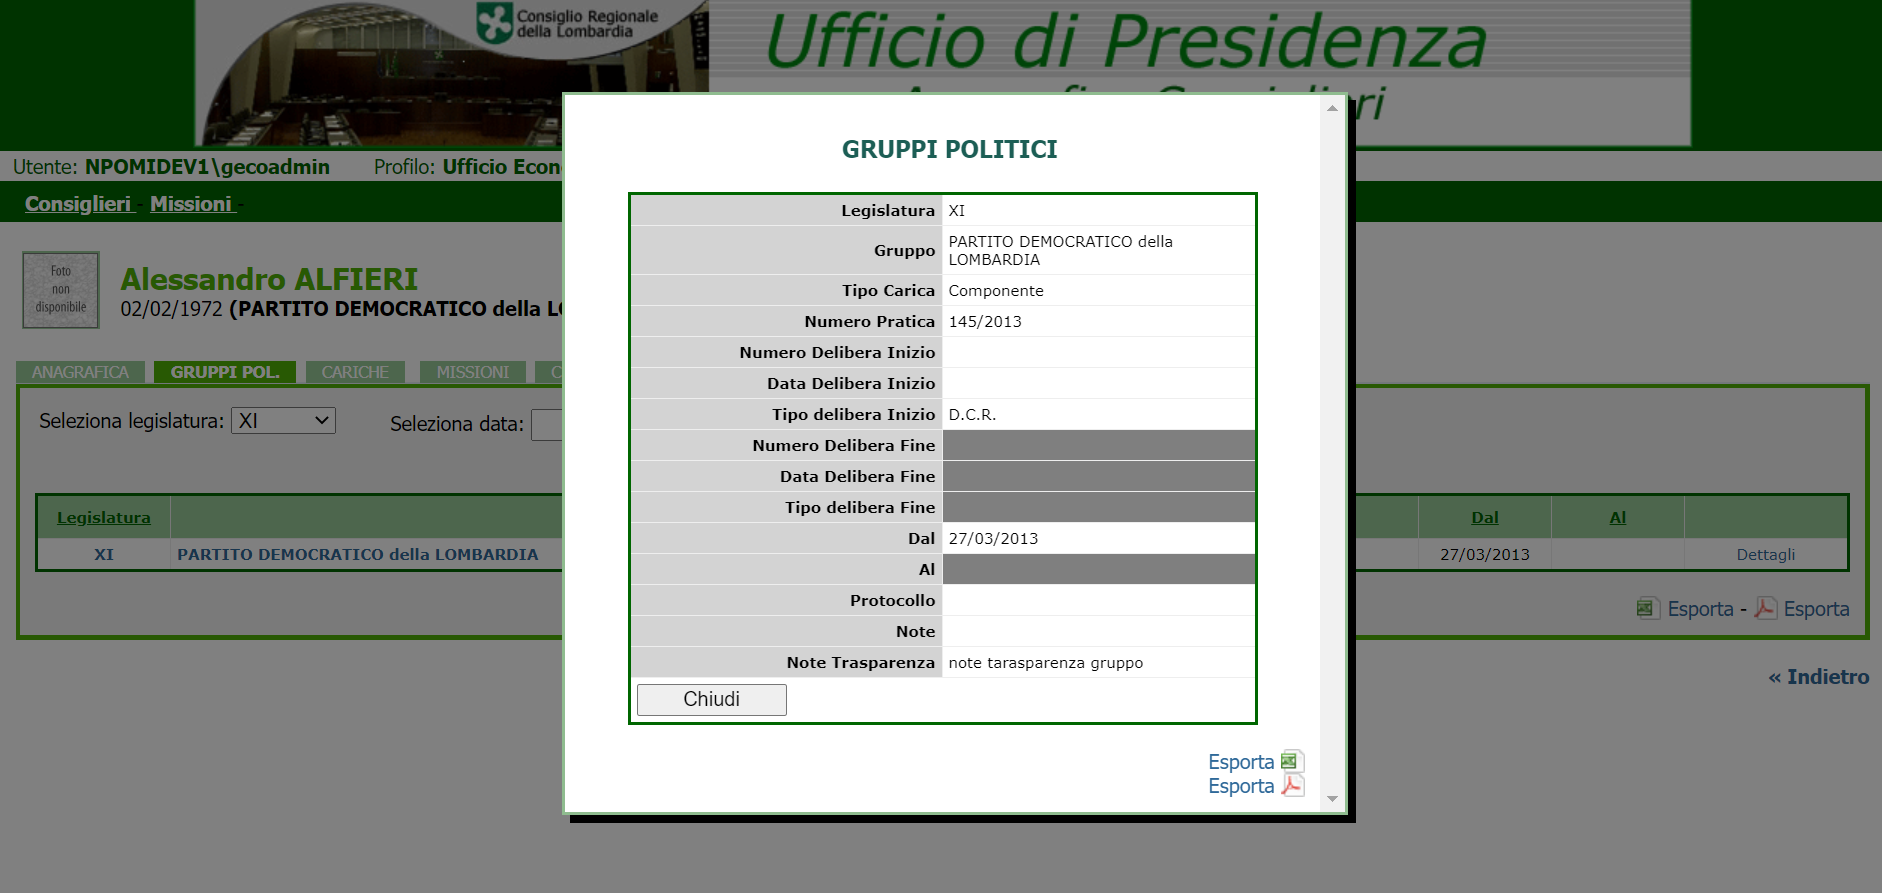 Consiglio Regionale
della Lombardia
Ufficio di Presidenza
Utente: NPOMIDEV1\gecoadmin Profilo: Ufficio Econ
Consiglieri - Missioni -
Foto
non
disponibile
Alessandro ALFIERI
02/02/1972 (PARTITO DEMOCRATICO della LO
ANAGRAFICA GRUPPI POL. CARICHE MISSIONI C
Seleziona legislatura: XI Seleziona data:
Legislatura Dal Al
XI PARTITO DEMOCRATICO della LOMBARDIA 27/03/2013 Dettagli
Esporta - Esporta
« Indietro
GRUPPI POLITICI
Legislatura XI
Gruppo PARTITO DEMOCRATICO della
LOMBARDIA
Tipo Carica Componente
Numero Pratica 145/2013
Numero Delibera Inizio
Data Delibera Inizio
Tipo delibera Inizio D.C.R.
Numero Delibera Fine
Data Delibera Fine
Tipo delibera Fine
Dal 27/03/2013
Al
Protocollo
Note
Note Trasparenza note tarasparenza gruppo
Chiudi
Esporta
Esporta